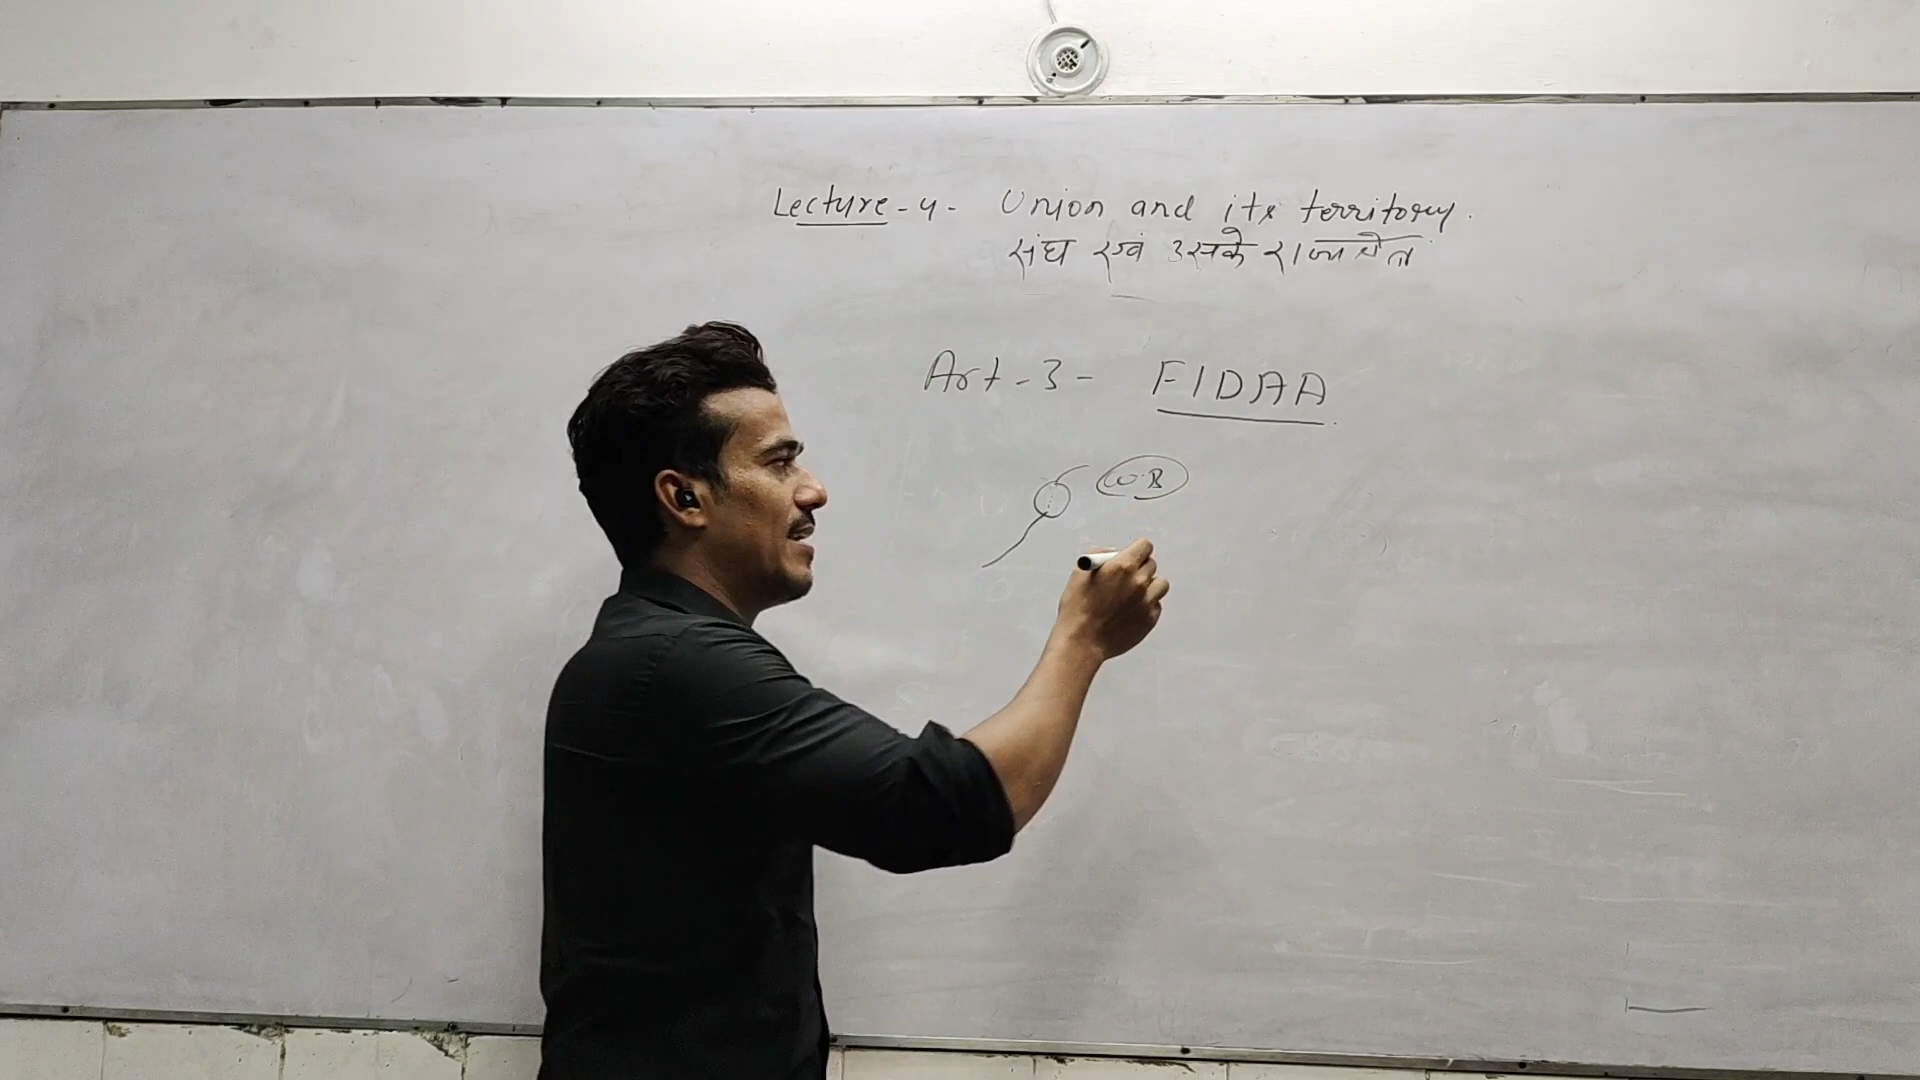 Lecture-4- Union and its territory.
संघ एवं उसके राज्यक्षेत्र
Art-3- FIDAA
W.B